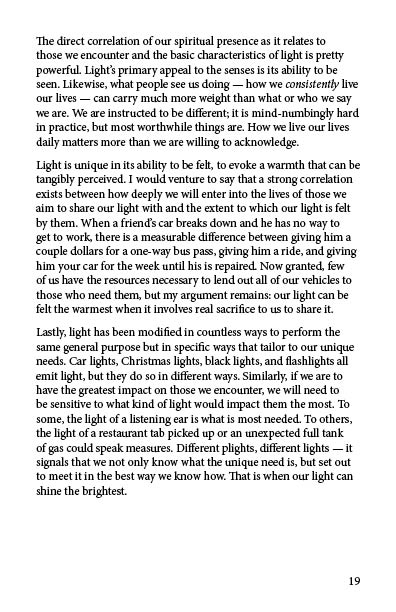 The direct correlation of our spiritual presence as it relates to
those we encounter and the basic characteristics of light is pretty
powerful. Light's primary appeal to the senses is its ability to be
seen. Likewise, what people see us doing — how we consistently live
our lives — can carry much more weight than what or who we say
we are. We are instructed to be different; it is mind-numbingly hard
in practice, but most worthwhile things are. How we live our lives
daily matters more than we are willing to acknowledge.
Light is unique in its ability to be felt, to evoke a warmth that can be
tangibly perceived. I would venture to say that a strong correlation
exists between how deeply we will enter into the lives of those we
aim to share our light with and the extent to which our light is felt
by them. When a friend's car breaks down and he has no way to
get to work, there is a measurable difference between giving him a
couple dollars for a one-way bus pass, giving him a ride, and giving
him your car for the week until his is repaired. Now granted, few
of us have the resources necessary to lend out all of our vehicles to
those who need them, but my argument remains: our light can be
felt the warmest when it involves real sacrifice to us to share it.
Lastly, light has been modified in countless ways to perform the
same general purpose but in specific ways that tailor to our unique
needs. Car lights, Christmas lights, black lights, and flashlights all
emit light, but they do so in different ways. Similarly, if we are to
have the greatest impact on those we encounter, we will need to
be sensitive to what kind of light would impact them the most. To
some, the light of a listening ear is what is most needed. To others,
the light of a restaurant tab picked up or an unexpected full tank
of gas could speak measures. Different plights, different lights — it
signals that we not only know what the unique need is, but set out
to meet it in the best way we know how. That is when our light can
shine the brightest.
19